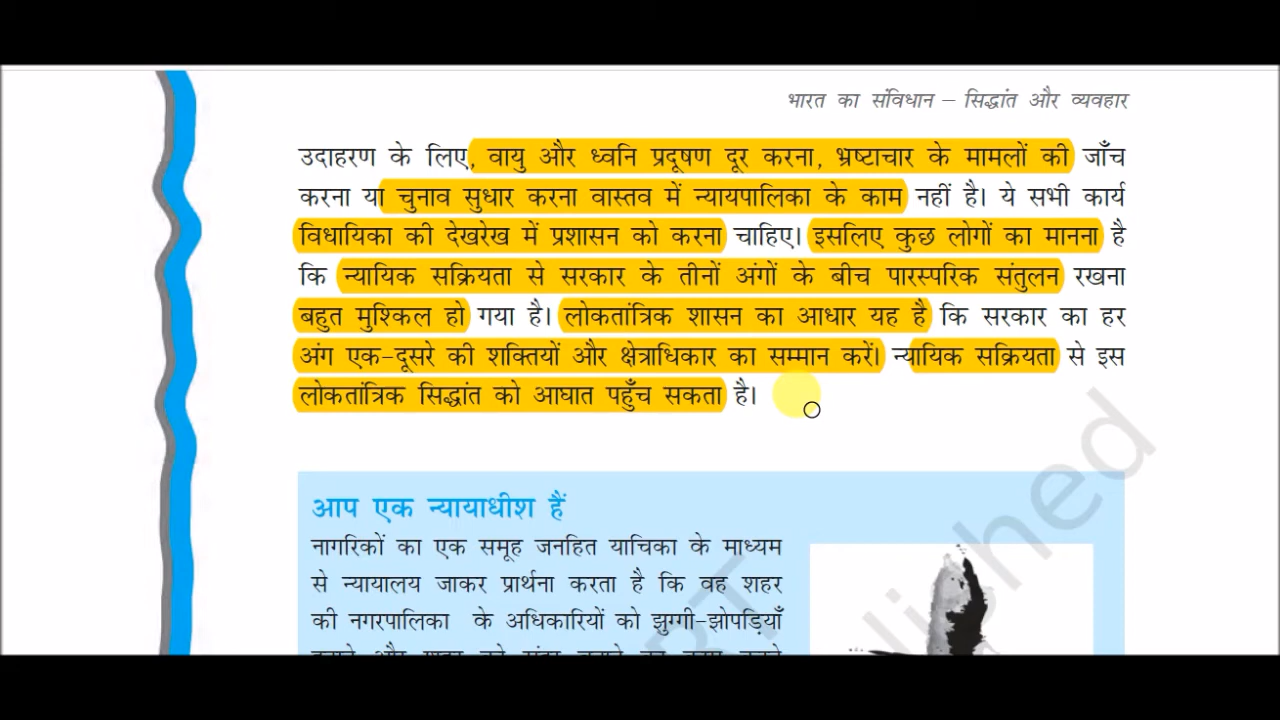 भारत का संविधान – सिद्धांत और व्यवहार
उदाहरण के लिए, वायु और ध्वनि प्रदूषण दूर करना, भ्रष्टाचार के मामलों की जाँच
करना या चुनाव सुधार करना वास्तव में न्यायपालिका के काम नहीं है। ये सभी कार्य
विधायिका की देखरेख में प्रशासन को करना चाहिए। इसलिए कुछ लोगों का मानना है
कि न्यायिक सक्रियता से सरकार के तीनों अंगों के बीच पारस्परिक संतुलन रखना
बहुत मुश्किल हो गया है। लोकतांत्रिक शासन का आधार यह है कि सरकार का हर
अंग एक-दूसरे की शक्तियों और क्षेत्राधिकार का सम्मान करें। न्यायिक सक्रियता से इस
लोकतांत्रिक सिद्धांत को आघात पहुँच सकता है।
आप एक न्यायाधीश हैं
नागरिकों का एक समूह जनहित याचिका के माध्यम
से न्यायालय जाकर प्रार्थना करता है कि वह शहर
की नगरपालिका के अधिकारियों को झुग्गी-झोपड़ियाँ